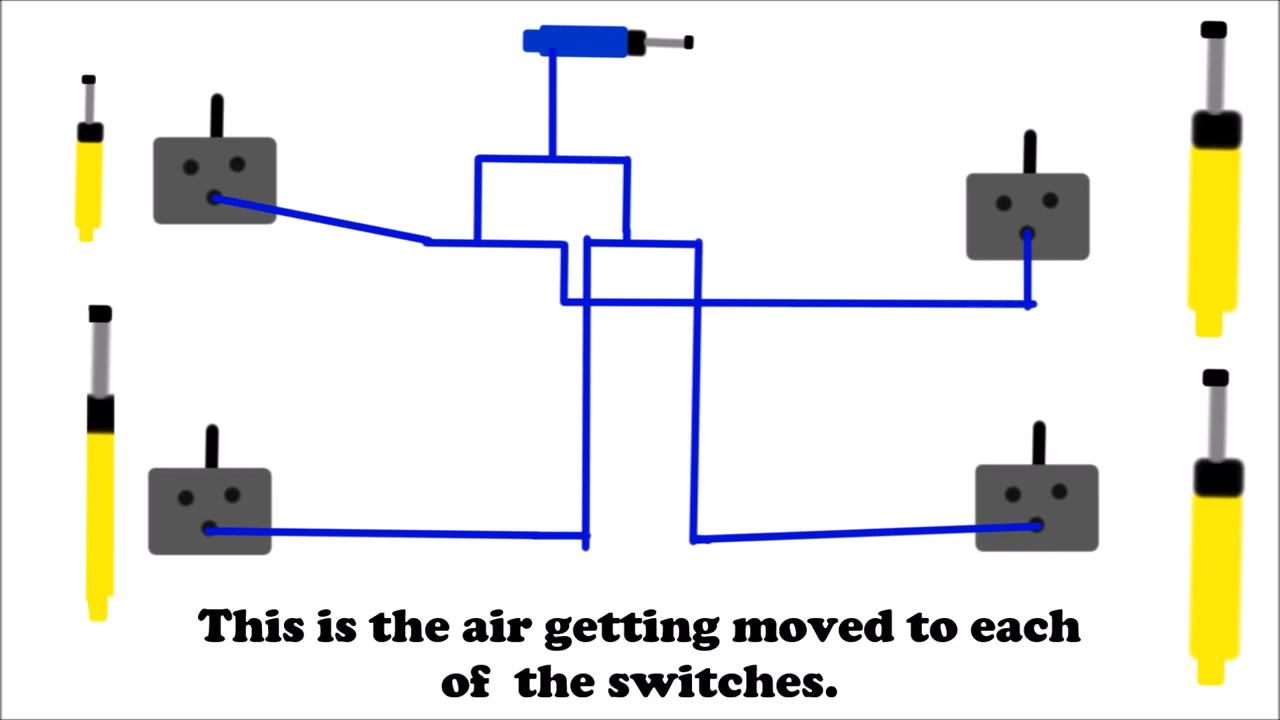 This is the air getting moved to each
of the switches.